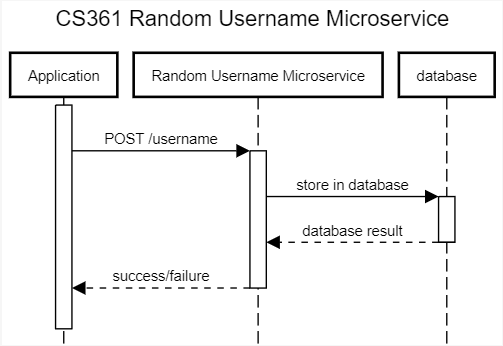 CS361 Random Username Microservice
Application
Random Username Microservice
database
POST /username
store in database
database result
success/failure